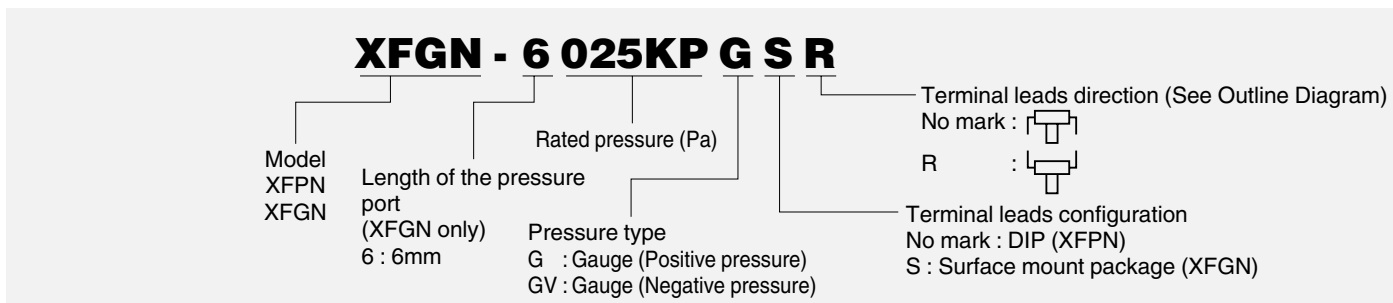 XFGN - 6 025KP G S R
Model
XFPN
XFGN
Length of the pressure
port
(XFGN only)
6 : 6mm
Rated pressure (Pa)
Pressure type
G : Gauge (Positive pressure)
GV : Gauge (Negative pressure)
Terminal leads direction (See Outline Diagram)
No mark :
R :
Terminal leads configuration
No mark : DIP (XFPN)
S : Surface mount package (XFGN)